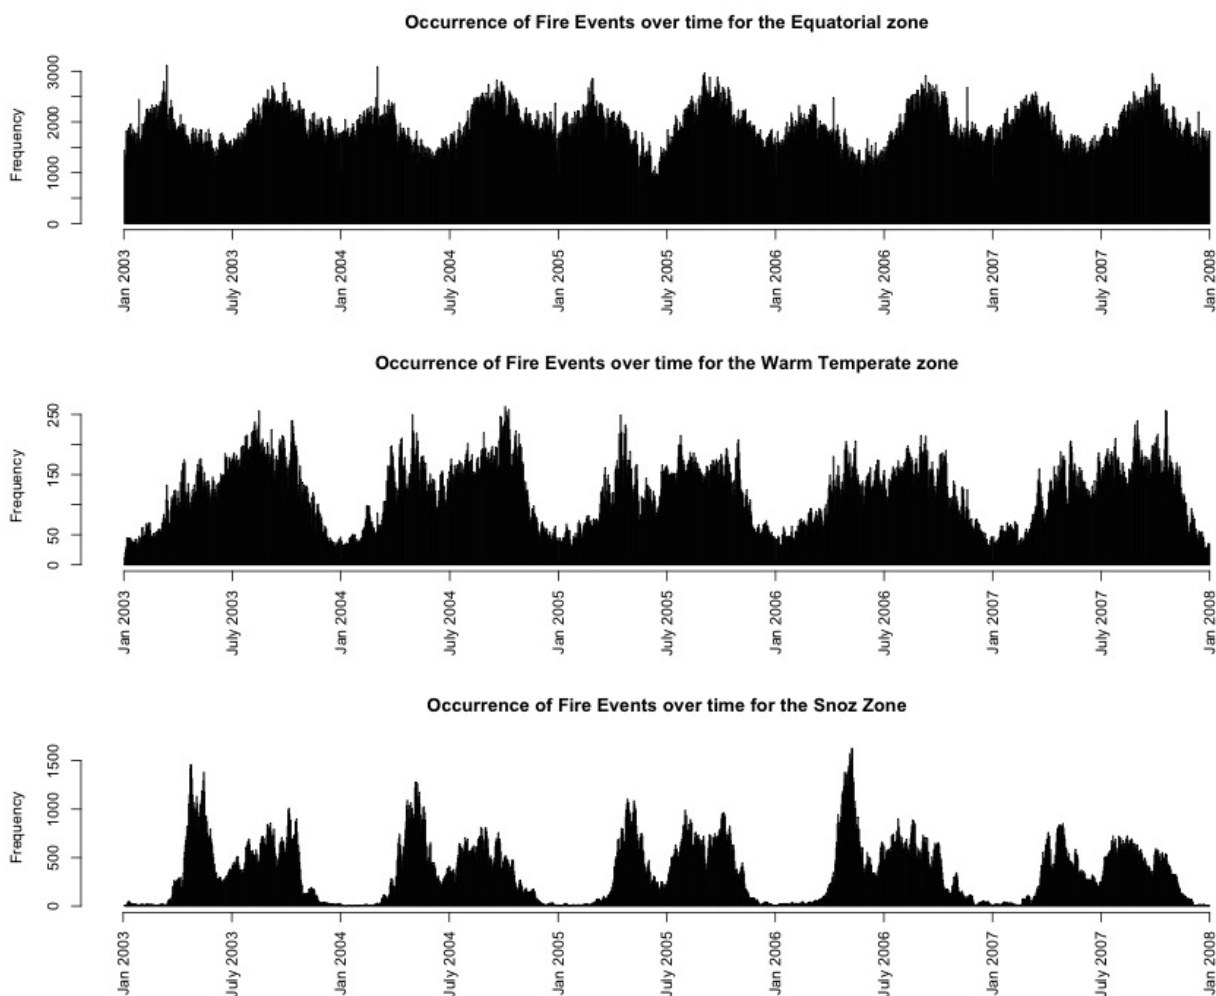 Occurrence of Fire Events over time for the Equatorial zone
Frequency
3000
2000
1000
0
Jan 2003
July 2003
Jan 2004
July 2004
Jan 2005
July 2005
Jan 2006
July 2006
Jan 2007
July 2007
Jan 2008
Occurrence of Fire Events over time for the Warm Temperate zone
Frequency
250
150
50
0
Jan 2003
July 2003
Jan 2004
July 2004
Jan 2005
July 2005
Jan 2006
July 2006
Jan 2007
July 2007
Jan 2008
Occurrence of Fire Events over time for the Snoz Zone
Frequency
1500
1000
500
0
Jan 2003
July 2003
Jan 2004
July 2004
Jan 2005
July 2005
Jan 2006
July 2006
Jan 2007
July 2007
Jan 2008